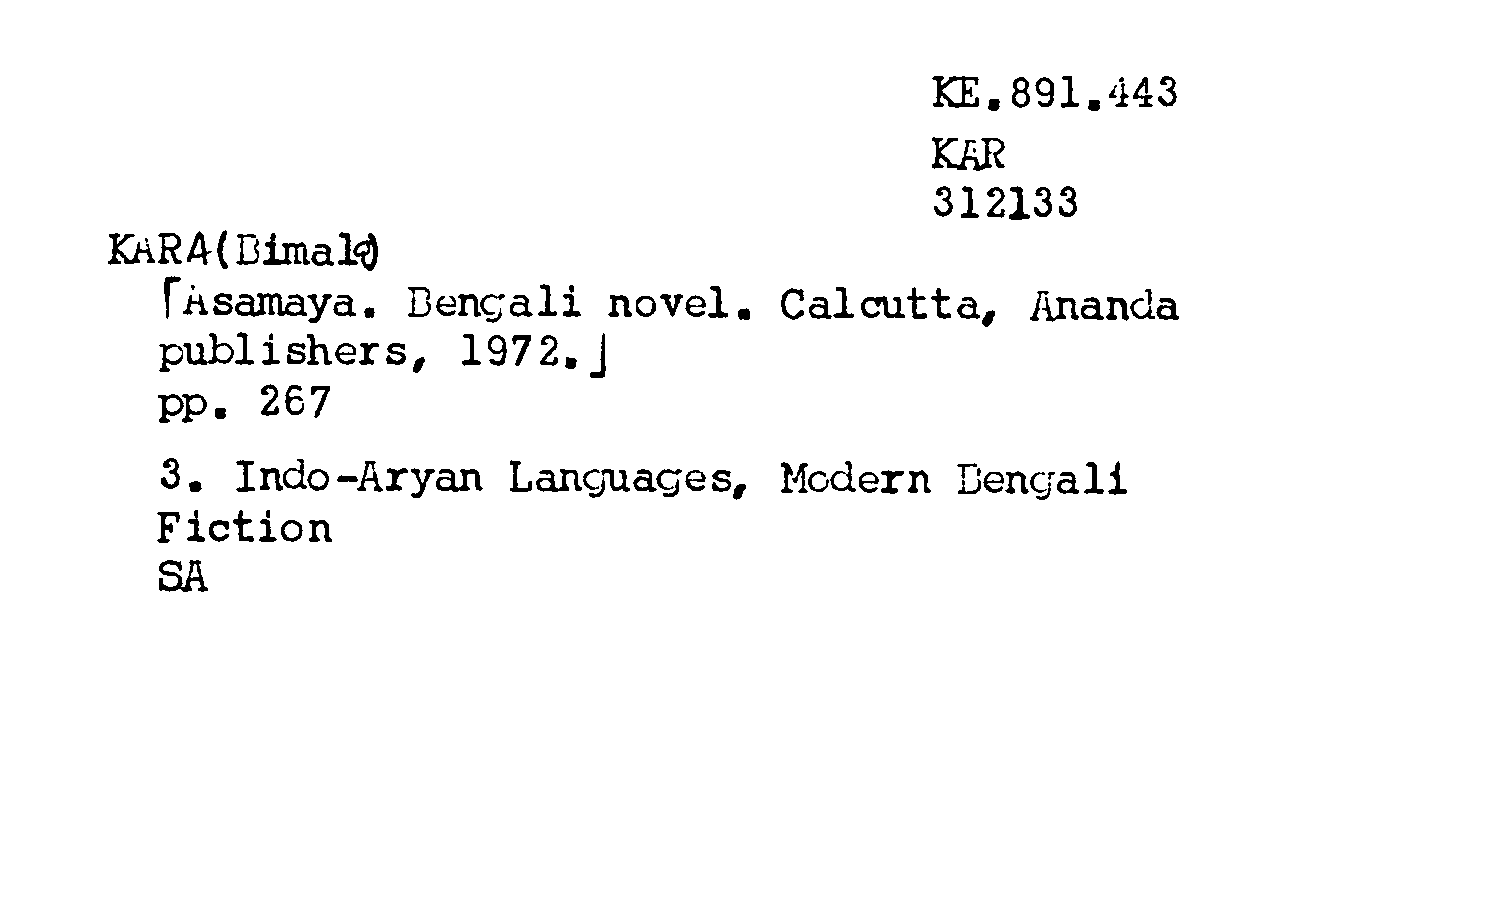 KE.891.443
KAR
312133
KARA(Bimala)
⌈Asamaya. Bengali novel. Calcutta, Ananda
publishers, 1972.⌋
pp. 267
3. Indo-Aryan Languages, Modern Bengali
Fiction
SA